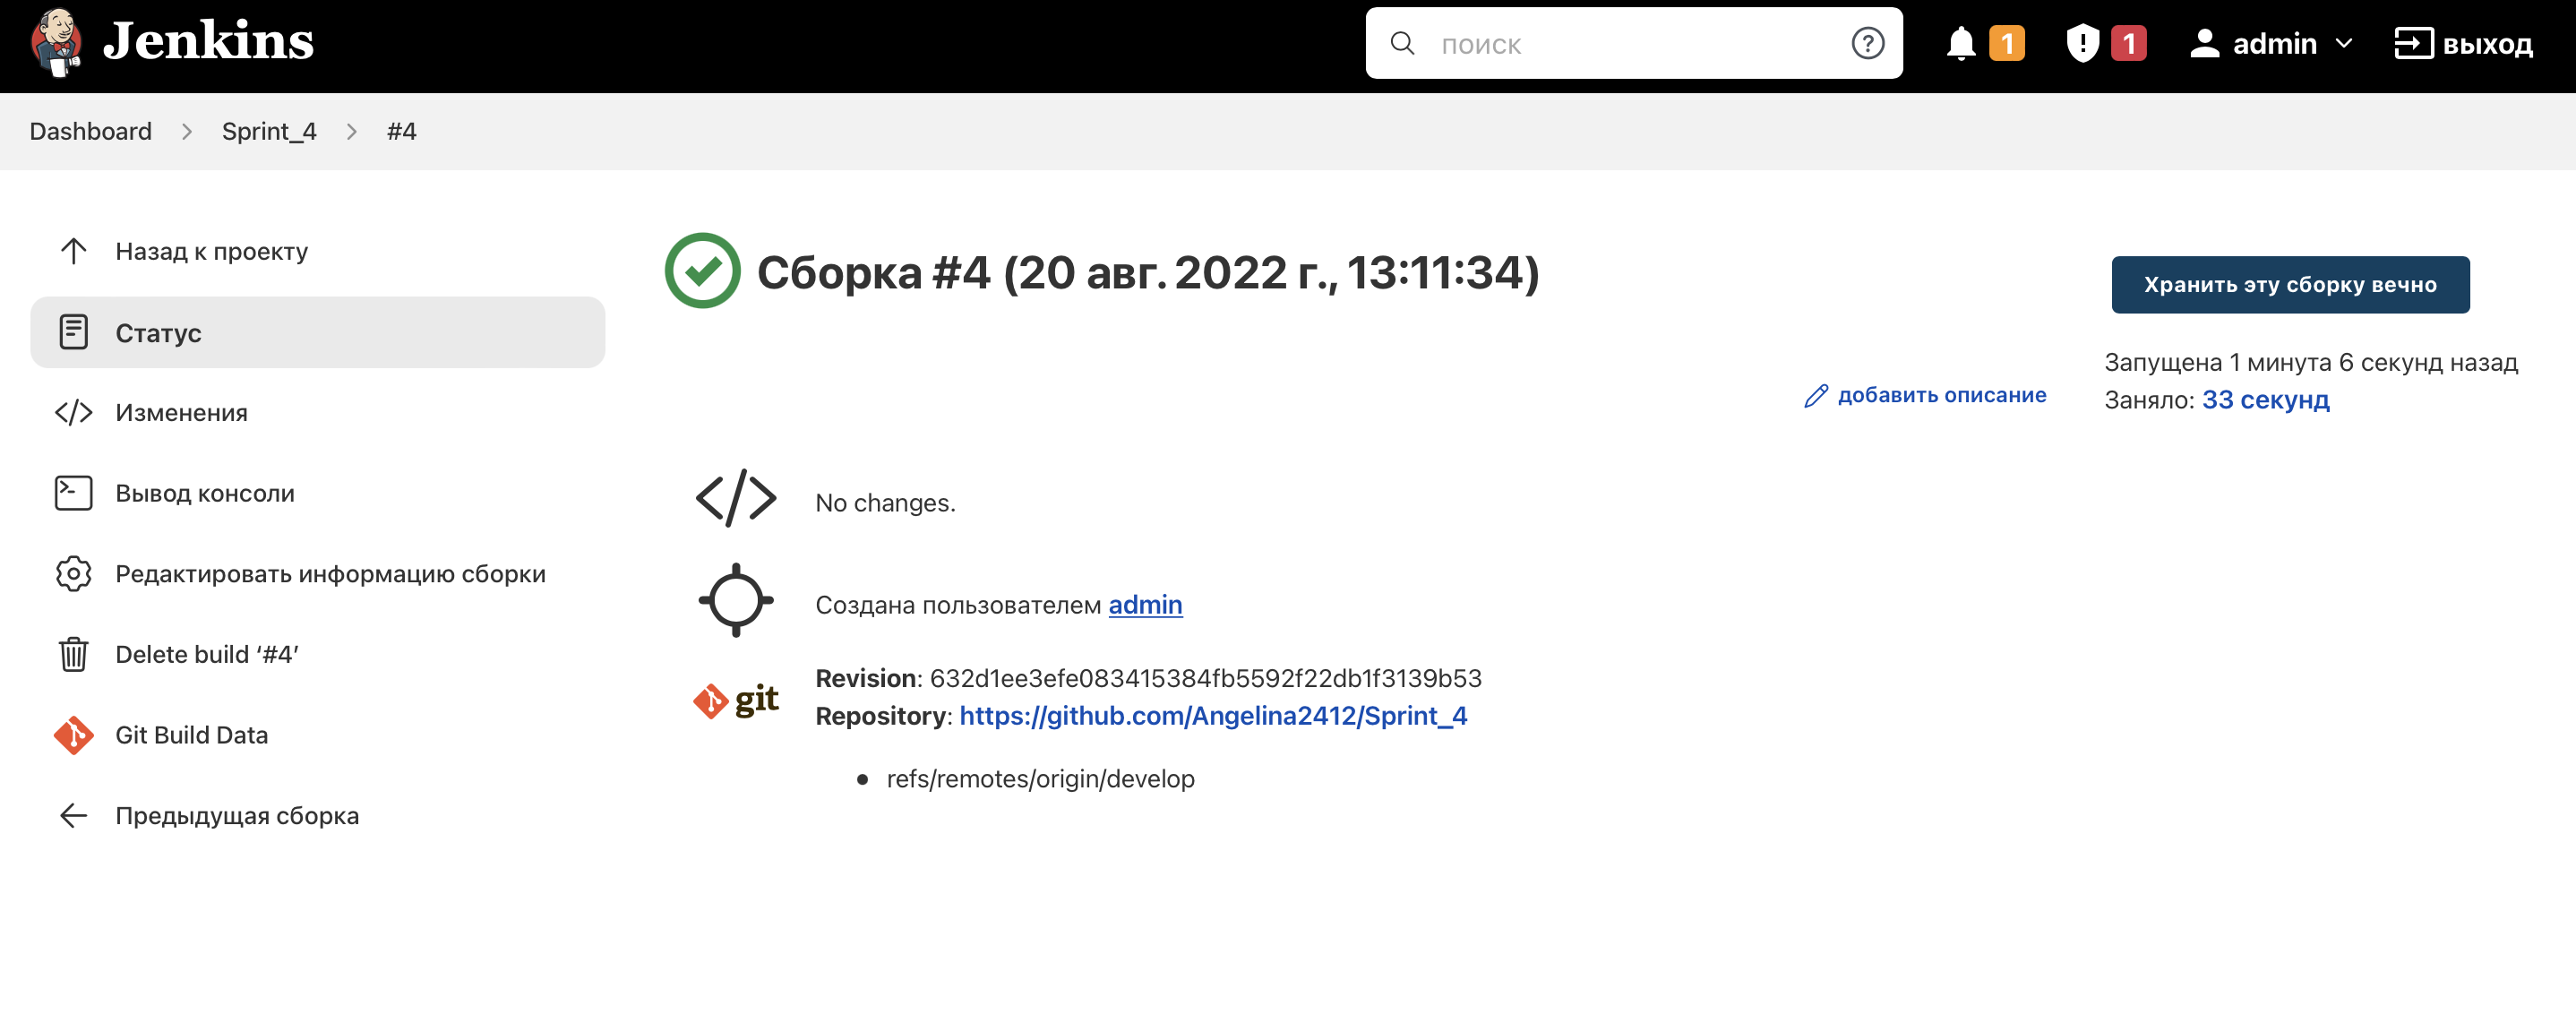 Jenkins
поиск
1
1
admin
выход
Dashboard
Sprint_4
#4
Назад к проекту
Статус
Изменения
Вывод консоли
Редактировать информацию сборки
Delete build ‘#4’
Git Build Data
Предыдущая сборка
Сборка #4 (20 авг. 2022 г., 13:11:34)
Хранить эту сборку вечно
Запущена 1 минута 6 секунд назад
Заняло: 33 секунд
добавить описание
No changes.
Создана пользователем admin
git
Revision: 632d1ee3efe083415384fb5592f22db1f3139b53
Repository: https://github.com/Angelina2412/Sprint_4
refs/remotes/origin/develop